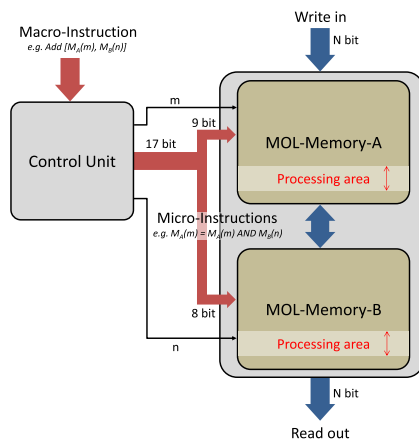 Macro-Instruction
e.g. Add [MA(m), MB(n)]
Write in
N bit
m
9 bit
17 bit
Control Unit
MOL-Memory-A
Processing area
Micro-Instructions
e.g. MA(m) = MA(m) AND MB(n)
MOL-Memory-B
8 bit
Processing area
n
N bit
Read out